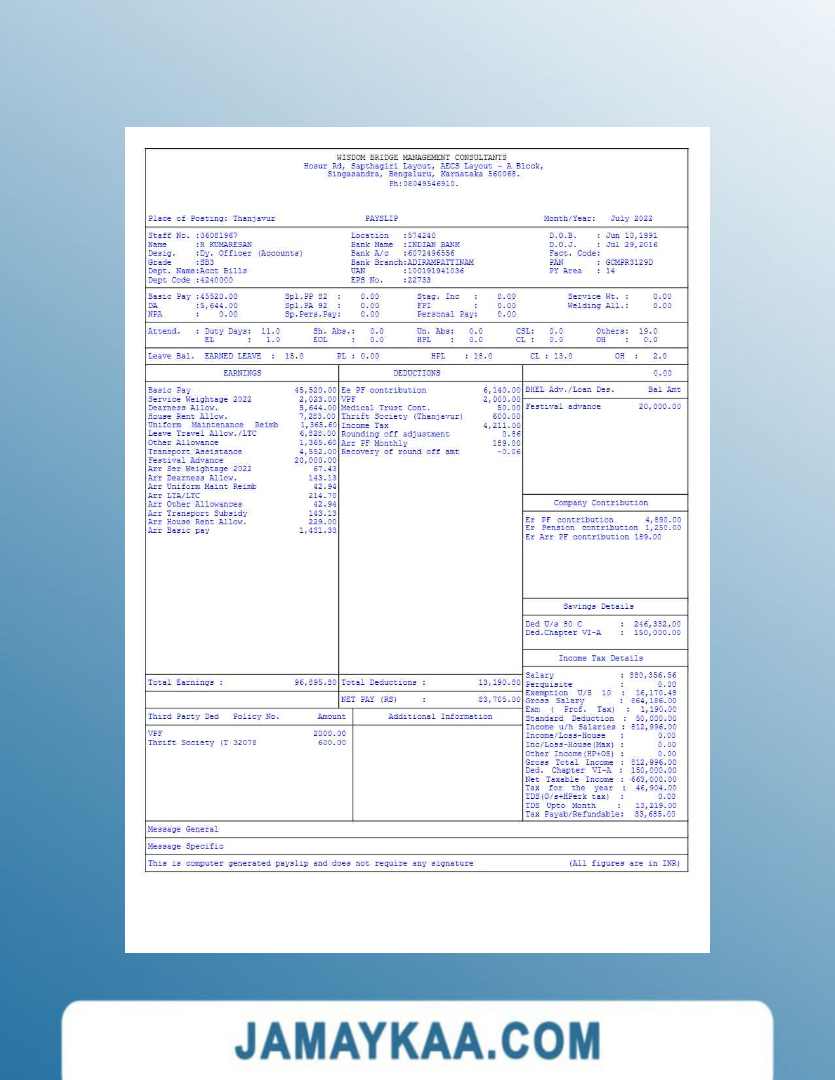 WISDOM BRIDGE MANAGEMENT CONSULTANTS
Hosur Rd, Sapthagiri Layout, AECS Layout - A Block,
Singasandra, Bengaluru, Karnataka 560068.
Ph:08049546910.
Place of Posting: Thanjavur PAYSLIP Month/Year: July 2022
Staff No. :36081967 Location :574240 D.O.B. : Jun 10,1991
Name :R KUMARESAN Bank Name :INDIAN BANK D.O.J. : Jul 29,2016
Desig. :Dy. Officer (Accounts) Bank A/c :6072496556 Fact. Code:
Grade :SB3 Bank Branch:ADIRAMPATTINAM PAN : GCMPR3129D
Dept. Name:Acct Bills UAN :100191941036 PY Area : 14
Dept Code :4240000 EPS No. :22733
Basic Pay :45520.00 Spl.PP 82 : 0.00 Stag. Inc : 0.00 Service Wt. : 0.00
DA :5,644.00 Spl.PA 92 : 0.00 FPI : 0.00 Welding All.: 0.00
NPA : 0.00 Sp.Pers.Pay: 0.00 Personal Pay: 0.00
Attend. : Duty Days: 11.0 Sh. Abs.: 0.0 Un. Abs: 0.0 CSL: 0.0 Others: 19.0
EL : 1.0 EOL : 0.0 HPL : 0.0 CL : 0.0 OH : 0.0
Leave Bal. EARNED LEAVE : 15.0 PL : 0.00 HPL : 15.0 CL : 13.0 OH : 2.0
EARNINGS DEDUCTIONS 0.00
Basic Pay 45,520.00 Ee PF contribution 6,140.00 BHEL Adv./Loan Des. Bal Amt
Service Weightage 2022 2,023.00 VPF 2,000.00
Dearness Allow. 5,644.00 Medical Trust Cont. 50.00 Festival advance 20,000.00
House Rent Allow. 7,283.00 Thrift Society (Thanjavur) 600.00
Uniform Maintenance Reimb 1,365.60 Income Tax 4,211.00
Leave Travel Allow./LTC 6,828.00 Rounding off adjustment 0.86
Other Allowance 1,365.60 Arr PF Monthly 189.00
Transport Assistance 4,552.00 Recovery of round off amt -0.06
Festival Advance 20,000.00
Arr Ser Weightage 2022 67.43
Arr Dearness Allow. 143.13
Arr Uniform Maint Reimb 42.94
Arr LTA/LTC 214.70
Arr Other Allowances 42.94
Arr Transport Subsidy 143.13
Arr House Rent Allow. 229.00
Arr Basic pay 1,431.33
Company Contribution
Er PF contribution 4,890.00
Er Pension contribution 1,250.00
Er Arr PF contribution 189.00
Savings Details
Ded U/s 80 C : 246,332.00
Ded.Chapter VI-A : 150,000.00
Income Tax Details
Total Earnings : 96,895.80 Total Deductions : 13,190.80
NET PAY (RS) : 83,705.00
Salary : 880,356.56
Perquisite : 0.00
Exemption U/S 10 : 16,170.48
Gross Salary : 864,186.00
Exm ( Prof. Tax) : 1,190.00
Standard Deduction : 50,000.00
Income u/h Salaries : 812,996.00
Income/Loss-House : 0.00
Inc/Loss-House(Max) : 0.00
Other Income(HP+OS) : 0.00
Gross Total Income : 812,996.00
Ded. Chapter VI-A : 150,000.00
Net Taxable Income : 663,000.00
Tax for the year : 46,904.00
0.00
TDS Upto Month : 13,219.00
Tax Payab/Refundable: 33,685.00
Third Party Ded Policy No. Amount Additional Information
VPF 2000.00
Thrift Society (T 32078 600.00
Message General
Message Specific
This is computer generated payslip and does not require any signature (All figures are in INR)
JAMAYKAA.COM